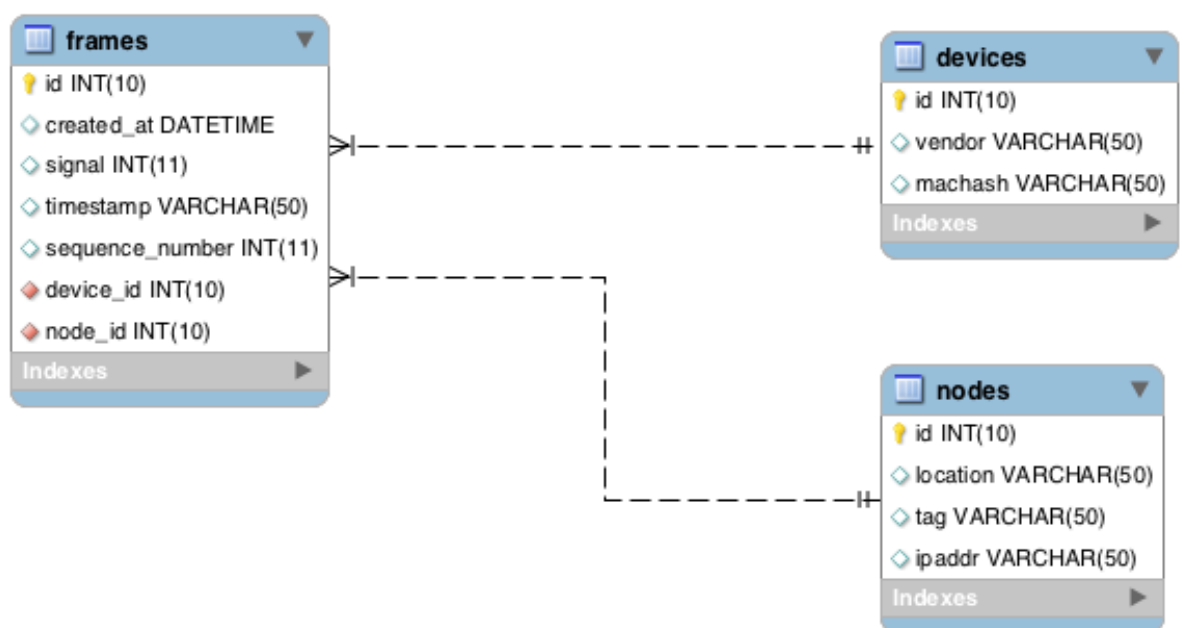 frames
id INT(10)
created_at DATETIME
signal INT(11)
timestamp VARCHAR(50)
sequence_number INT(11)
device_id INT(10)
node_id INT(10)
Indexes
devices
id INT(10)
vendor VARCHAR(50)
machash VARCHAR(50)
Indexes
nodes
id INT(10)
location VARCHAR(50)
tag VARCHAR(50)
ipaddr VARCHAR(50)
Indexes